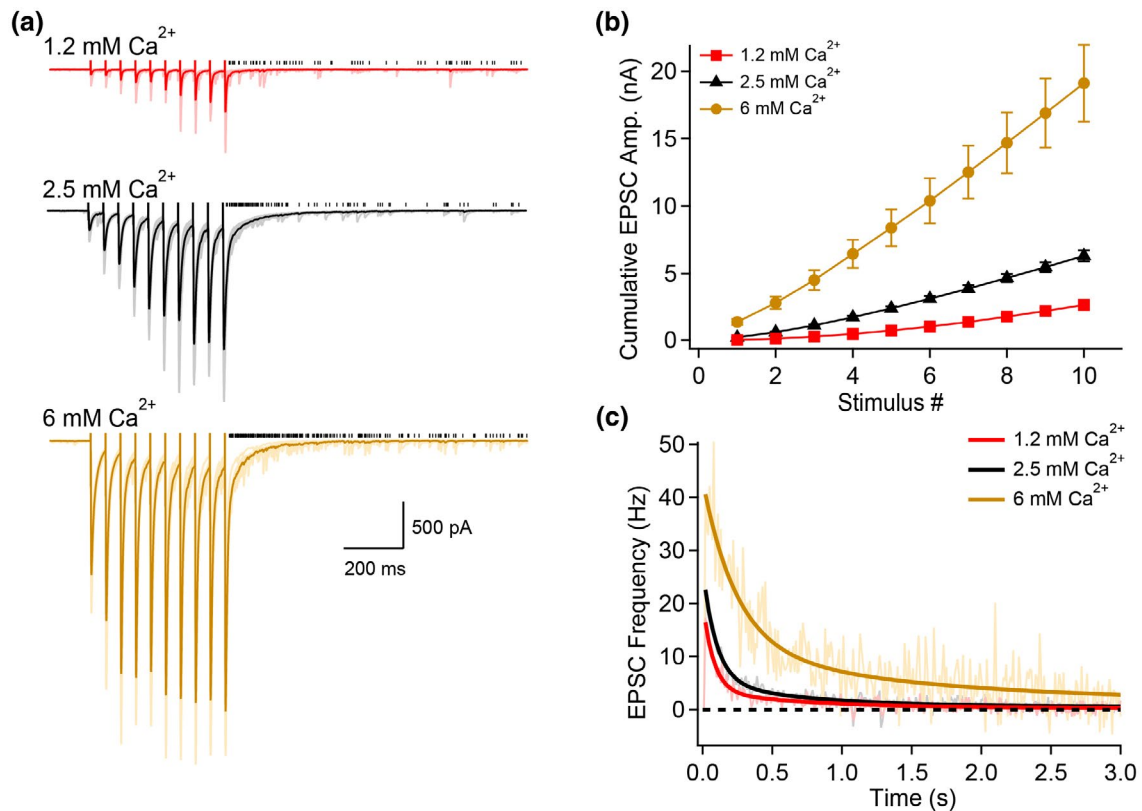 (a)
1.2 mM Ca2+
2.5 mM Ca2+
6 mM Ca2+
500 pA
200 ms
(b)
Cumulative EPSC Amp. (nA)
20
15
10
5
0
1.2 mM Ca2+
2.5 mM Ca2+
6 mM Ca2+
0 2 4 6 8 10
Stimulus #
(c)
EPSC Frequency (Hz)
50
40
30
20
10
0
1.2 mM Ca2+
2.5 mM Ca2+
6 mM Ca2+
0.0 0.5 1.0 1.5 2.0 2.5 3.0
Time (s)